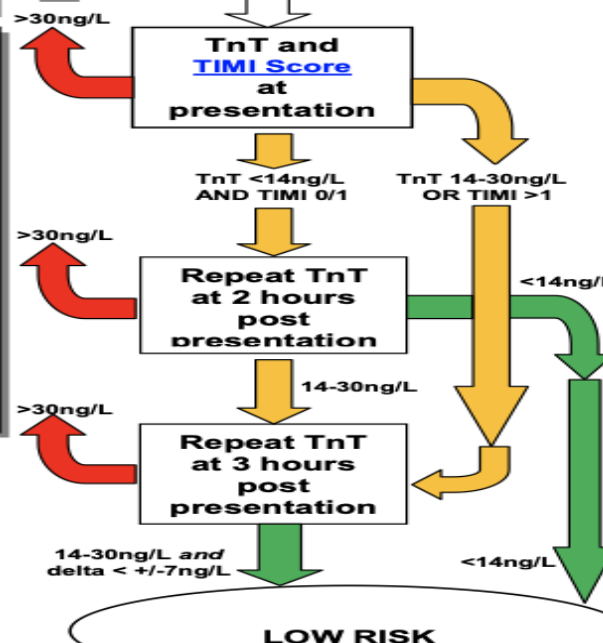 >30ng/L
TnT and
TIMI Score
at
presentation
TnT <14ng/L
AND TIMI 0/1
TnT 14-30ng/L
OR TIMI >1
>30ng/L
Repeat TnT
at 2 hours
post
presentation
<14ng/
14-30ng/L
>30ng/L
Repeat TnT
at 3 hours
post
presentation
14-30ng/L and
delta < +/-7ng/L
<14ng/L
LOW RISK